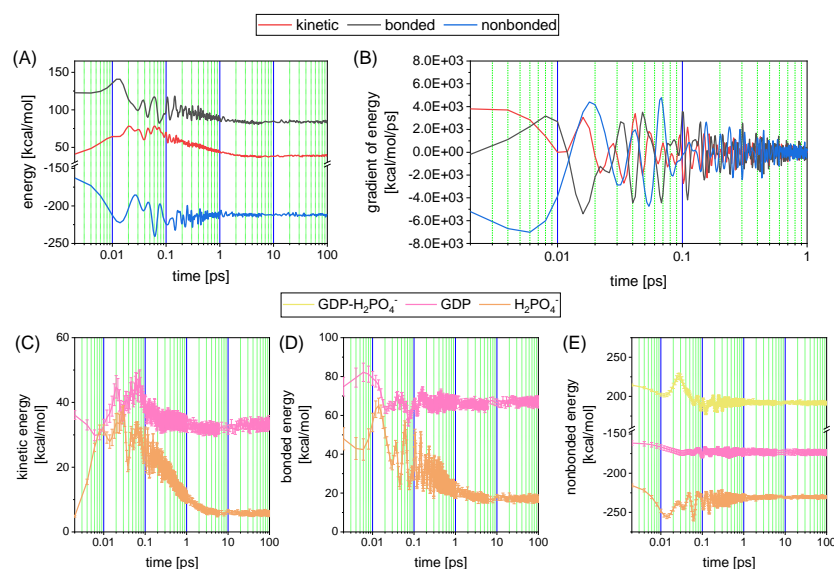 kinetic bonded nonbonded
(A)
energy [kcal/mol]
150
100
50
-150
-200
-250
0.01 0.1 1 10 100
time [ps]
(B)
gradient of energy
[kcal/mol/ps]
8.0E+03
6.0E+03
4.0E+03
2.0E+03
0.0E+00
-2.0E+03
-4.0E+03
-6.0E+03
-8.0E+03
0.01 0.1 1
time [ps]
GDP-H₂PO₄⁻ GDP H₂PO₄⁻
(C)
kinetic energy
[kcal/mol]
60
40
20
0
0.01 0.1 1 10 100
time [ps]
(D)
bonded energy
[kcal/mol]
100
80
60
40
20
0
0.01 0.1 1 10 100
time [ps]
(E)
nonbonded energy
[kcal/mol]
250
200
-150
-200
-250
0.01 0.1 1 10 100
time [ps]